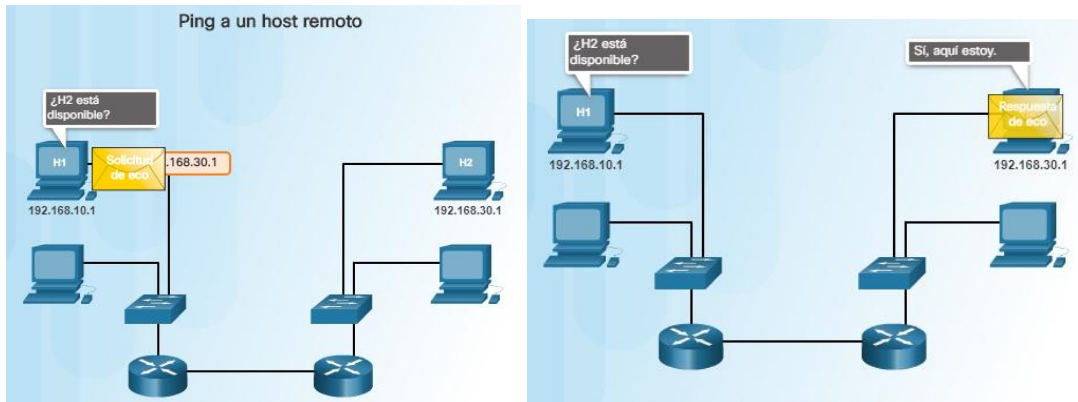 Ping a un host remoto
¿H2 está
disponible?
H1
Solicitud
de eco
.168.30.1
192.168.10.1
H2
192.168.30.1
¿H2 está
disponible?
H1
192.168.10.1
Sí, aquí estoy.
Respuesta
de eco
192.168.30.1